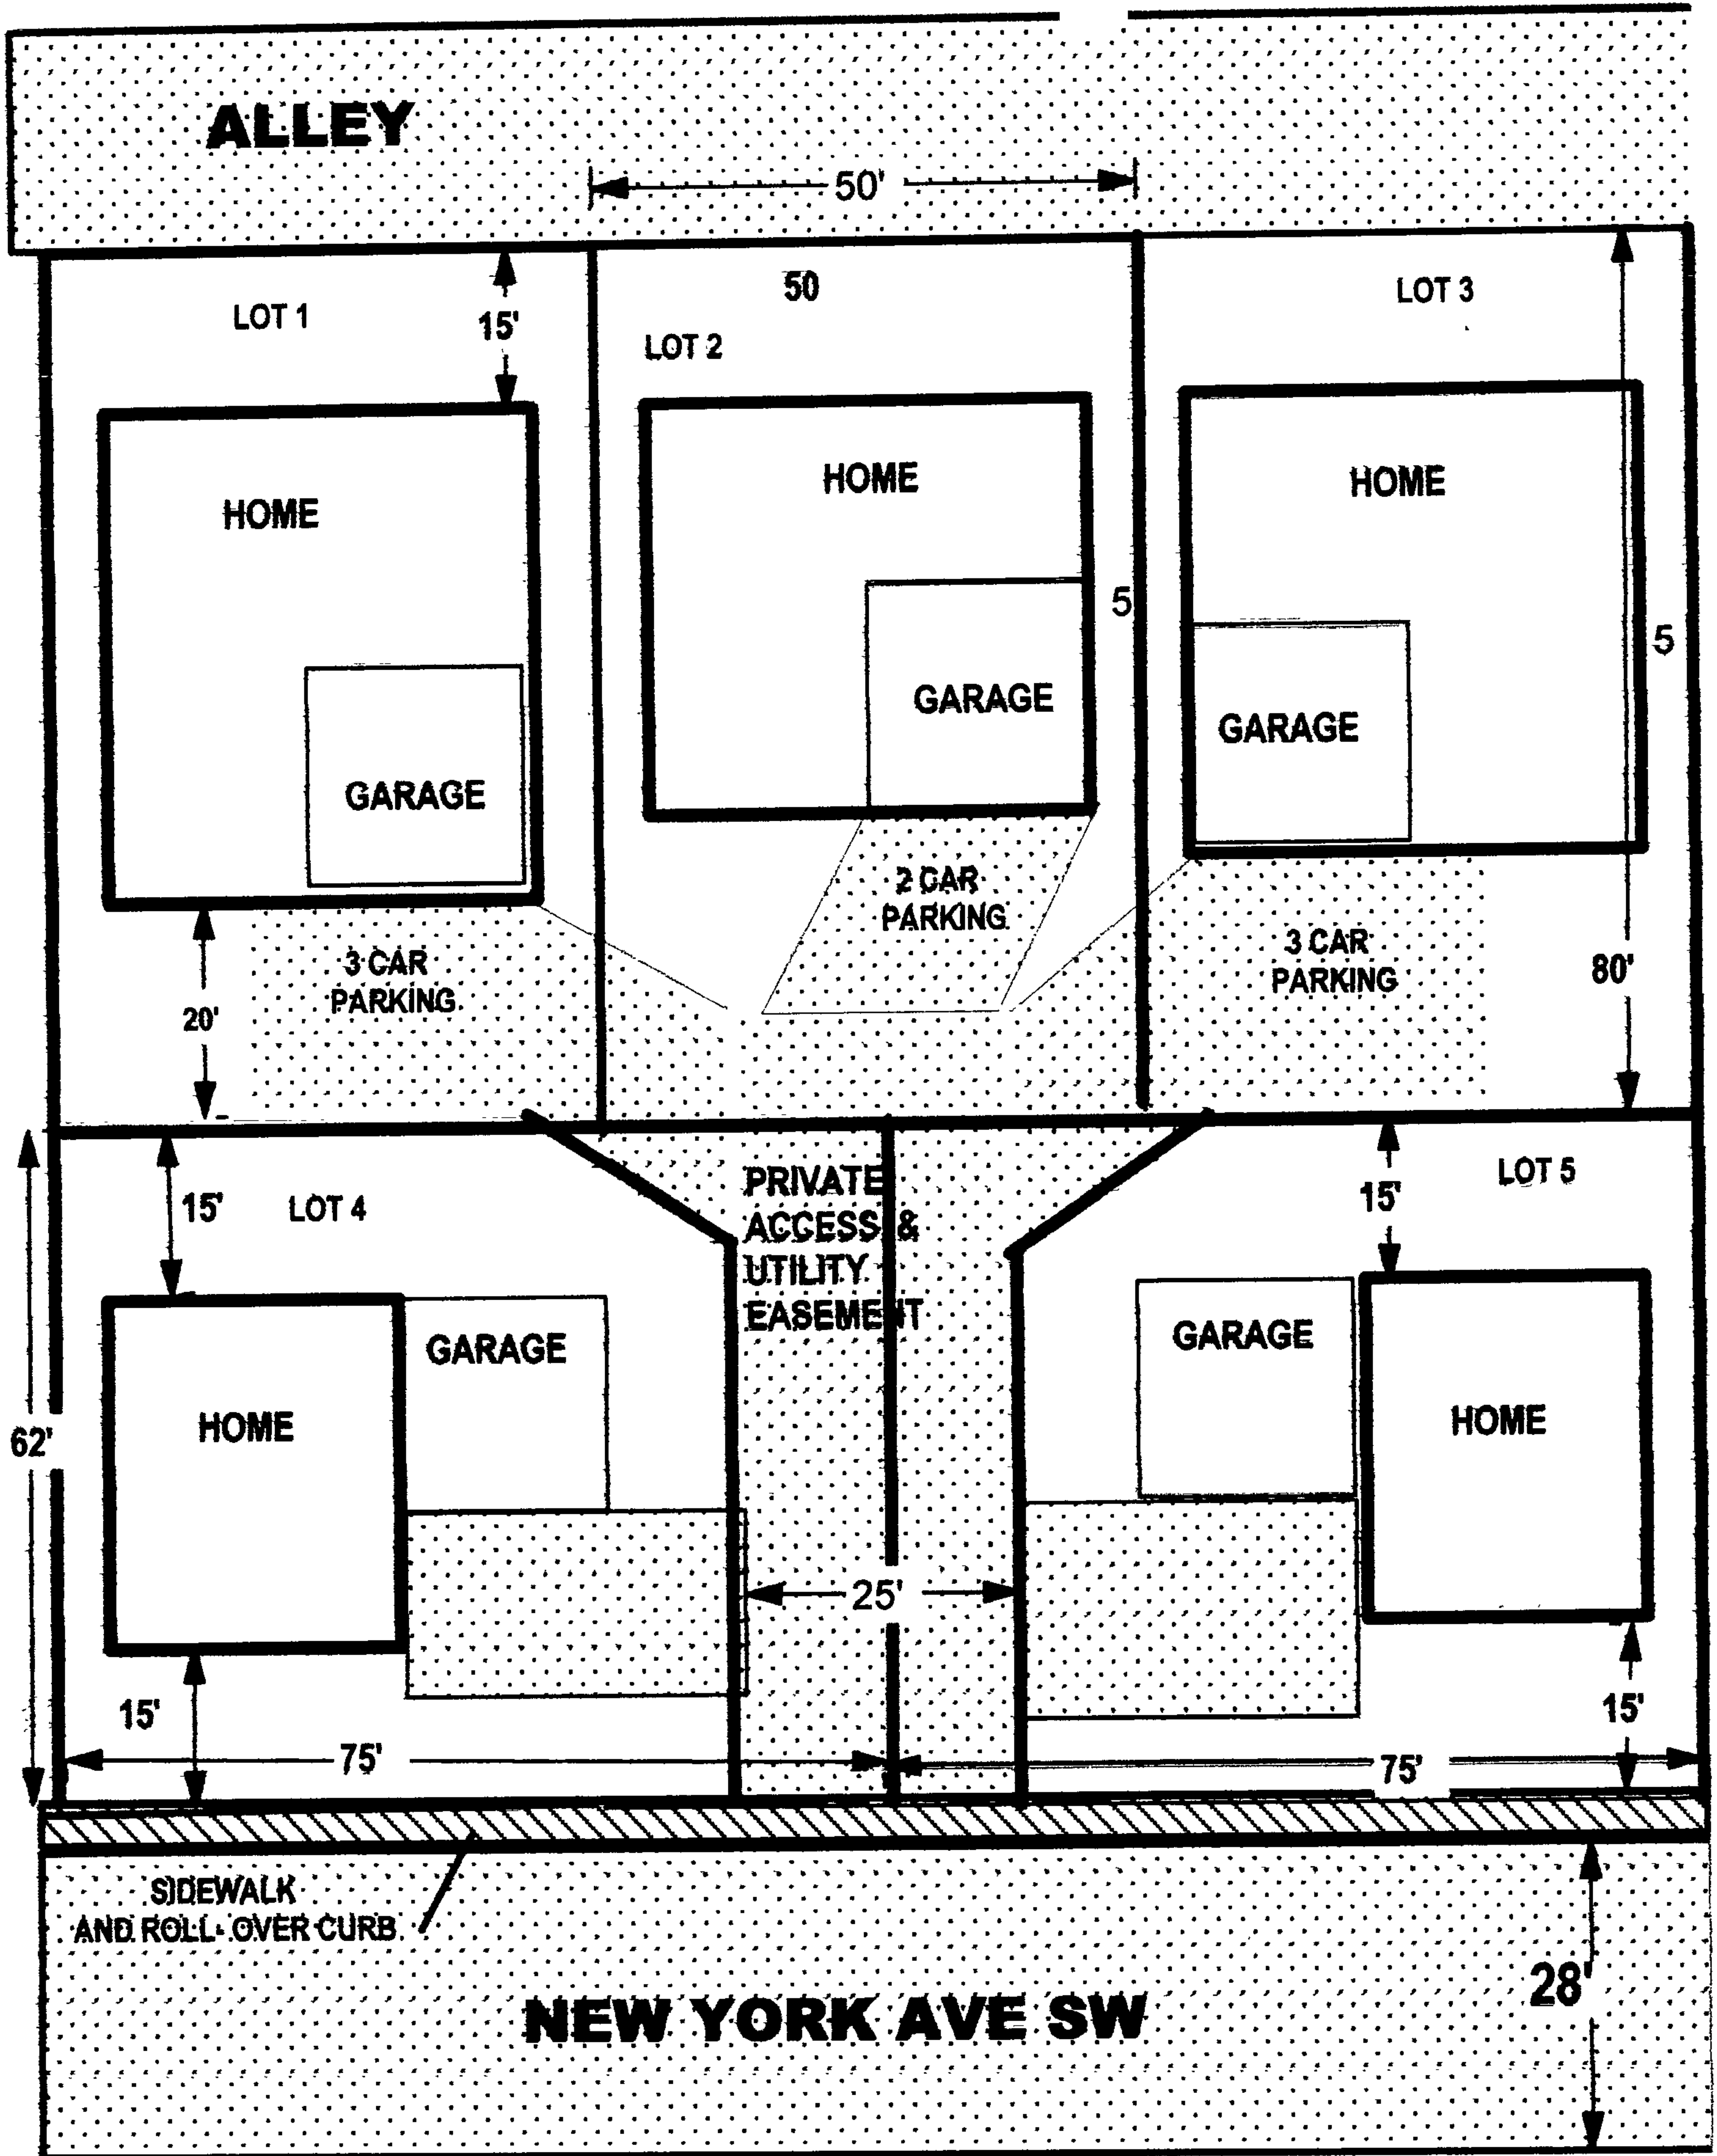 ALLEY
50'
50
LOT 1
15'
LOT 2
LOT 3
HOME
HOME
HOME
5
5
GARAGE
GARAGE
GARAGE
2 CAR
PARKING
3 CAR
PARKING
3 CAR
PARKING
20'
80'
15'
LOT 4
PRIVATE
ACCESS &
UTILITY
EASEMENT
15'
LOT 5
GARAGE
GARAGE
HOME
HOME
62'
25'
15'
15'
75'
75'
SIDEWALK
AND ROLL- OVER CURB
28'
NEW YORK AVE SW